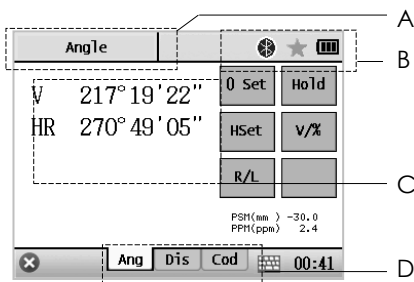 A
Angle
B
V 217°19'22" 0 Set Hold
HR 270°49'05" HSet V/%
R/L
C
PSM(mm ) -30.0
PPM(ppm) 2.4
Ang Dis Cod 00:41
D